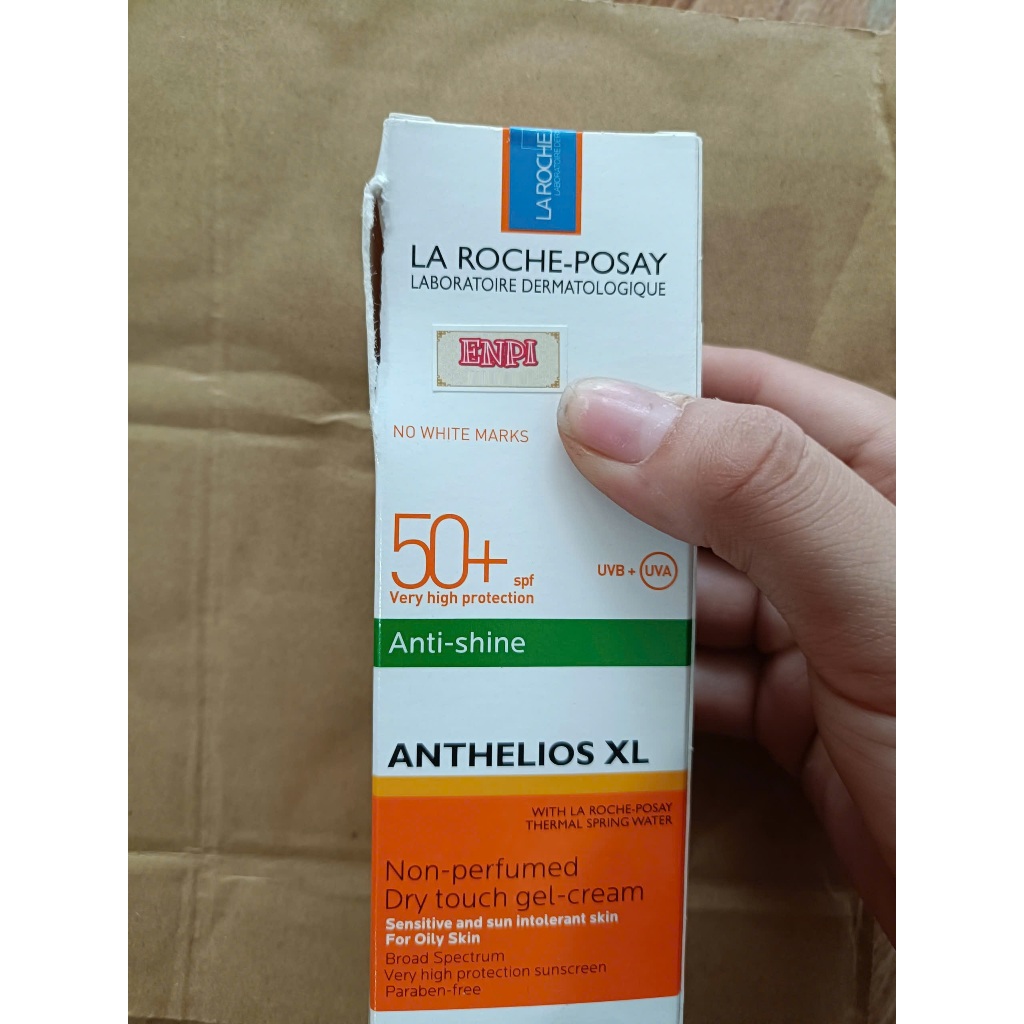 LA ROCHE
LA ROCHE-POSAY
LABORATOIRE DERMATOLOGIQUE
ENPI
NO WHITE MARKS
50+ spf
UVB + UVA
Very high protection
Anti-shine
ANTHELIOS XL
WITH LA ROCHE-POSAY
THERMAL SPRING WATER
Non-perfumed
Dry touch gel-cream
Sensitive and sun intolerant skin
For Oily Skin
Broad Spectrum
Very high protection sunscreen
Paraben-free